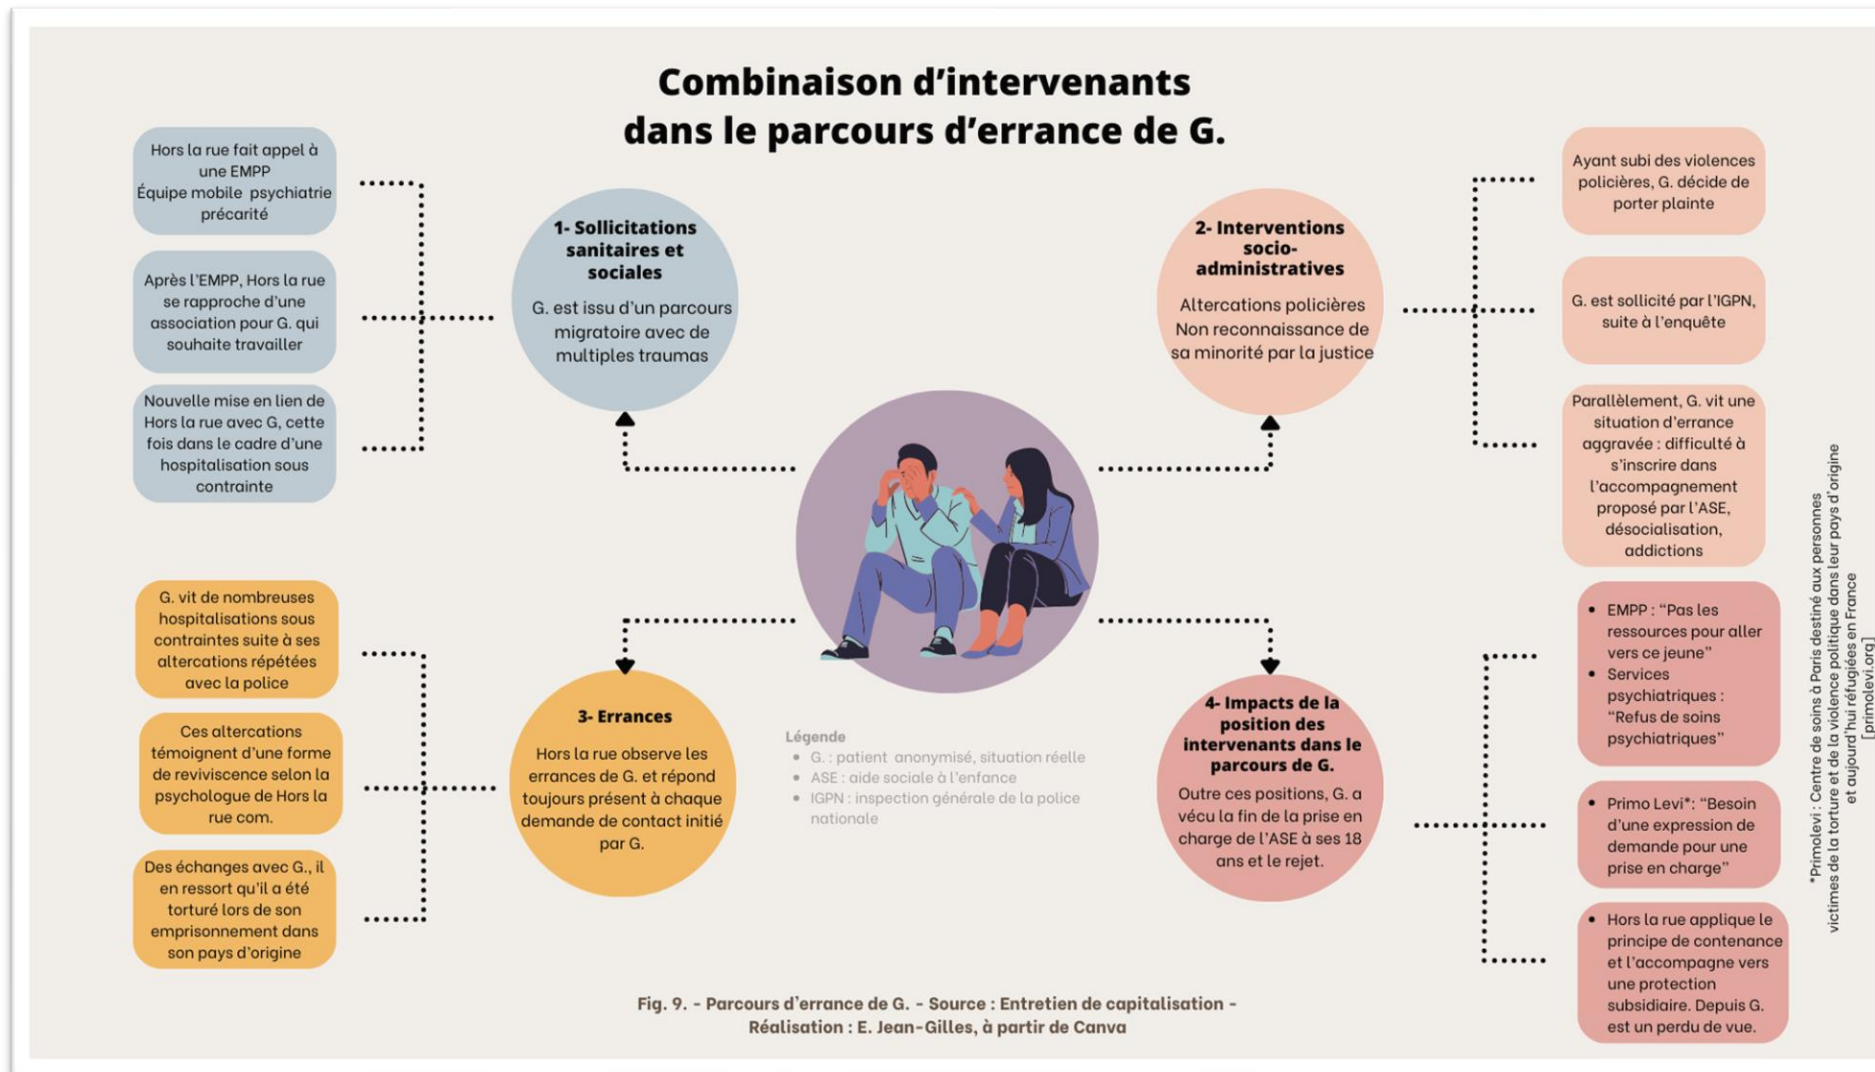 Combinaison d'intervenants
dans le parcours d'errance de G.
Hors la rue fait appel à
une EMPP
Équipe mobile psychiatrie
précarité
Après l'EMPP, Hors la rue
se rapproche d'une
association pour G. qui
souhaite travailler
Nouvelle mise en lien de
Hors la rue avec G, cette
fois dans le cadre d'une
hospitalisation sous
contrainte
1- Sollicitations
sanitaires et
sociales
G. est issu d'un parcours
migratoire avec de
multiples traumas
2- Interventions
socio-
administratives
Altercations policières
Non reconnaissance de
sa minorité par la justice
Ayant subi des violences
policières, G. décide de
porter plainte
G. est sollicité par l'IGPN,
suite à l'enquête
Parallèlement, G. vit une
situation d'errance
aggravée : difficulté à
s'inscrire dans
l'accompagnement
proposé par l'ASE,
désocialisation,
addictions
G. vit de nombreuses
hospitalisations sous
contraintes suite à ses
altercations répétées
avec la police
Ces altercations
témoignent d'une forme
de reviviscence selon la
psychologue de Hors la
rue com.
Des échanges avec G., il
en ressort qu'il a été
torturé lors de son
emprisonnement dans
son pays d'origine
3- Errances
Hors la rue observe les
errances de G. et répond
toujours présent à chaque
demande de contact initié
par G.
Légende
• G. : patient anonymisé, situation réelle
• ASE : aide sociale à l'enfance
• IGPN : inspection générale de la police
nationale
4- Impacts de la
position des
intervenants dans le
parcours de G.
Outre ces positions, G. a
vécu la fin de la prise en
charge de l'ASE à ses 18
ans et le rejet.
• EMPP : “Pas les
ressources pour aller
vers ce jeune”
• Services
psychiatriques :
“Refus de soins
psychiatriques”
• Primo Levi*: “Besoin
d'une expression de
demande pour une
prise en charge”
• Hors la rue applique le
principe de contenance
et l'accompagne vers
une protection
subsidiaire. Depuis G.
est un perdu de vue.
*Primolevi : Centre de soins à Paris destiné aux personnes
victimes de la torture et de la violence politique dans leur pays d'origine
et aujourd'hui réfugiées en France
[primolevi.org]
Fig. 9. - Parcours d'errance de G. - Source : Entretien de capitalisation -
Réalisation : E. Jean-Gilles, à partir de Canva